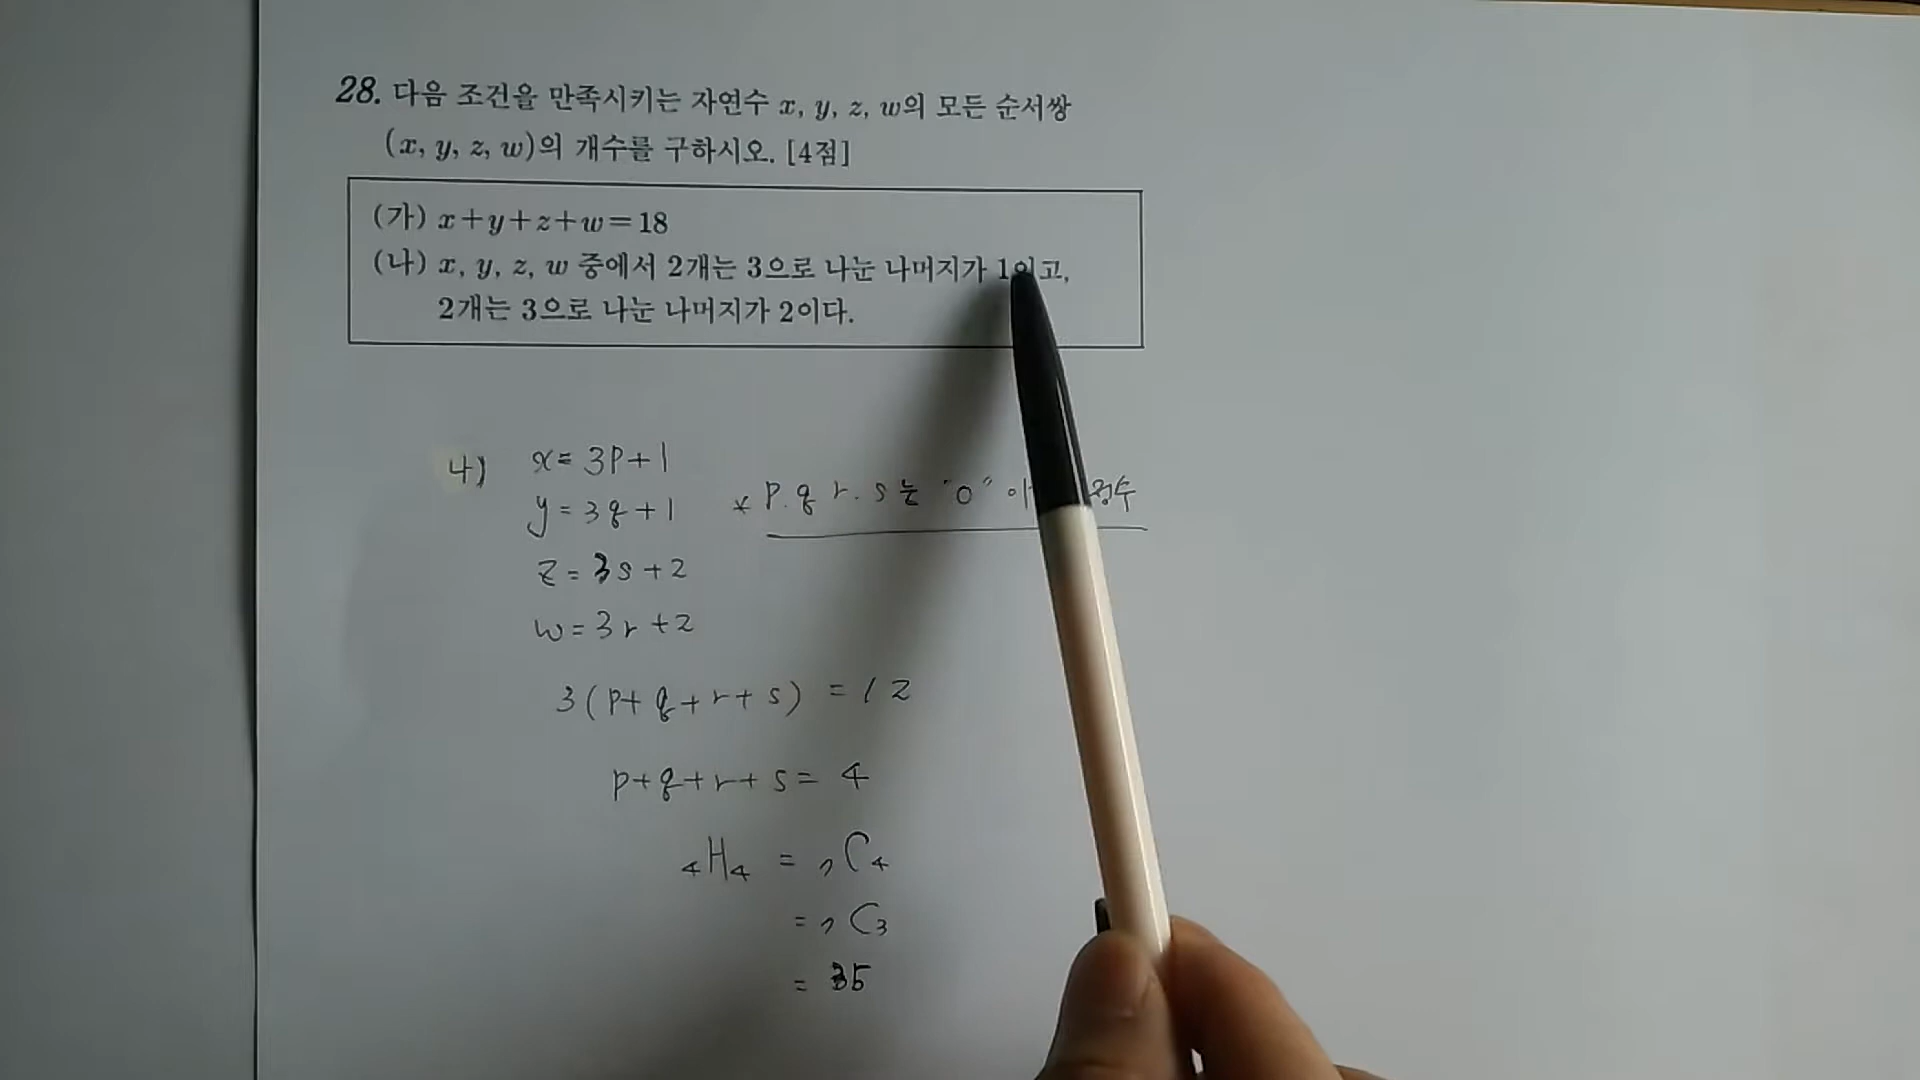 28. 다음 조건을 만족시키는 자연수 x, y, z, w의 모든 순서쌍
(x, y, z, w)의 개수를 구하시오. [4점]
(가) x+y+z+w=18
(나) x, y, z, w 중에서 2개는 3으로 나눈 나머지가 1이고,
2개는 3으로 나눈 나머지가 2이다.
4) x = 3p+1
y = 3q+1
* p. q r. s는 "0" 정수
z = 3s+2
w = 3r+2
3(p+q+r+s) = 12
p+q+r+s = 4
₄H₄ = ₇C₄
= ₇C₃
= 35